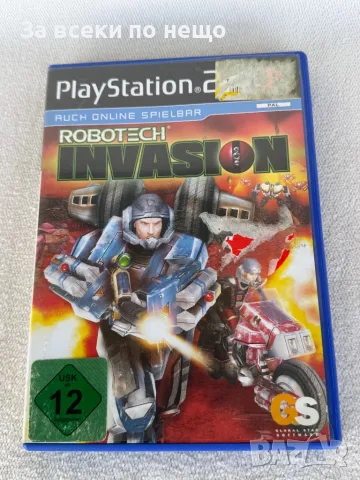 За всеки по нещо
PlayStation 2
PAL
AUCH ONLINE SPIELBAR
ROBOTECH®
INVASION
USK
12
GS
GLOBAL STAR
SOFTWARE
bazar